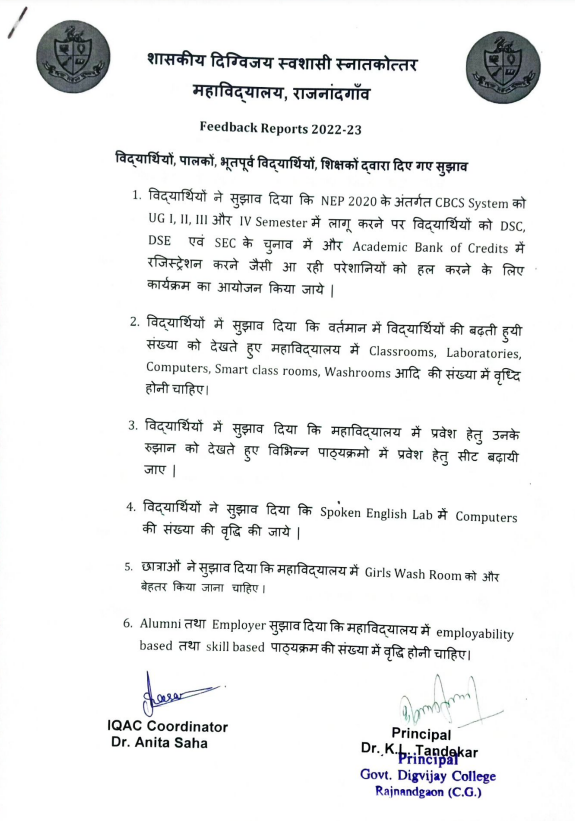 शासकीय दिग्विजय स्वशासी स्नातकोत्तर
महाविद्यालय, राजनांदगाँव
Feedback Reports 2022-23
विद्यार्थियों, पालकों, भूतपूर्व विद्यार्थियों, शिक्षकों द्वारा दिए गए सुझाव
1. विद्यार्थियों ने सुझाव दिया कि NEP 2020 के अंतर्गत CBCS System को
UG I, II, III और IV Semester में लागू करने पर विद्यार्थियों को DSC,
DSE एवं SEC के चुनाव में और Academic Bank of Credits में
रजिस्ट्रेशन करने जैसी आ रही परेशानियों को हल करने के लिए
कार्यक्रम का आयोजन किया जाये |
2. विद्यार्थियों में सुझाव दिया कि वर्तमान में विद्यार्थियों की बढ़ती हुयी
संख्या को देखते हुए महाविद्यालय में Classrooms, Laboratories,
Computers, Smart class rooms, Washrooms आदि की संख्या में वृध्दि
होनी चाहिए।
3. विद्यार्थियों में सुझाव दिया कि महाविद्यालय में प्रवेश हेतु उनके
रुझान को देखते हुए विभिन्न पाठ्यक्रमो में प्रवेश हेतु सीट बढ़ायी
जाए |
4. विद्यार्थियों ने सुझाव दिया कि Spoken English Lab में Computers
की संख्या की वृद्धि की जाये |
5. छात्राओं ने सुझाव दिया कि महाविद्यालय में Girls Wash Room को और
बेहतर किया जाना चाहिए।
6. Alumni तथा Employer सुझाव दिया कि महाविद्यालय में employability
based तथा skill based पाठ्यक्रम की संख्या में वृद्धि होनी चाहिए।
IQAC Coordinator
Dr. Anita Saha
Principal
Dr. K.L. Tandekar
Principal
Govt. Digvijay College
Rajnandgaon (C.G.)